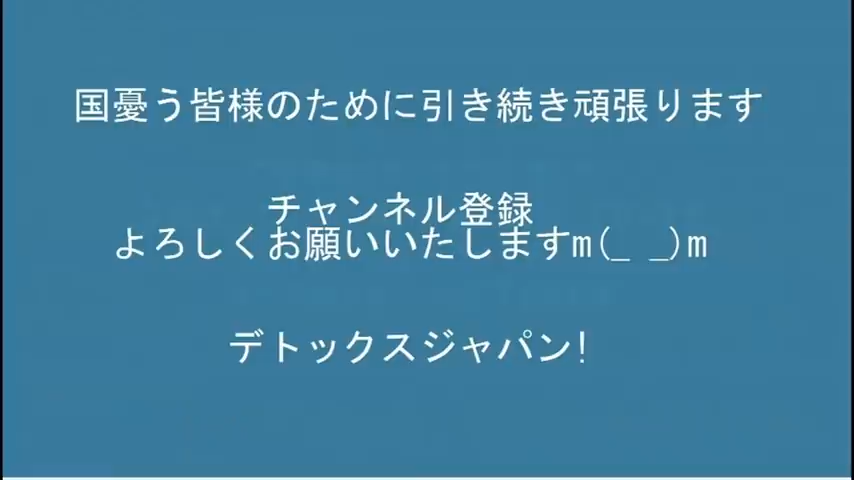 国憂う皆様のために引き続き頑張ります
チャンネル登録
よろしくお願いいたしますm(_ _)m
デトックスジャパン!